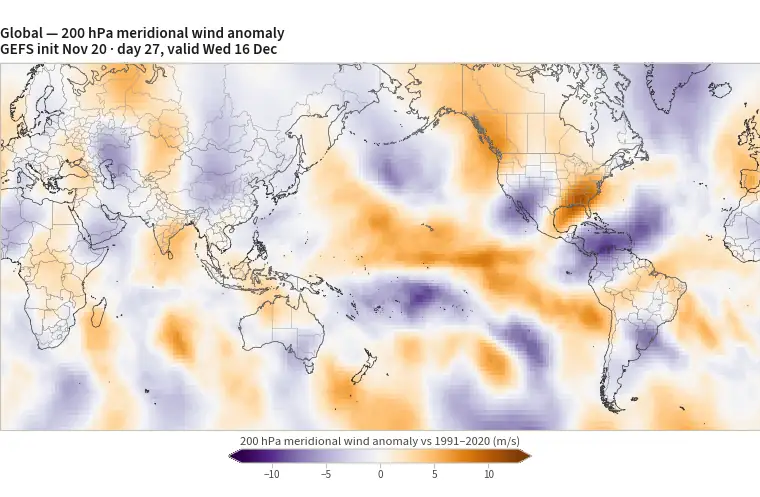 Global — 200 hPa meridional wind anomaly
GEFS init Nov 20 · day 27, valid Wed 16 Dec
200 hPa meridional wind anomaly vs 1991–2020 (m/s)
−10 −5 0 5 10